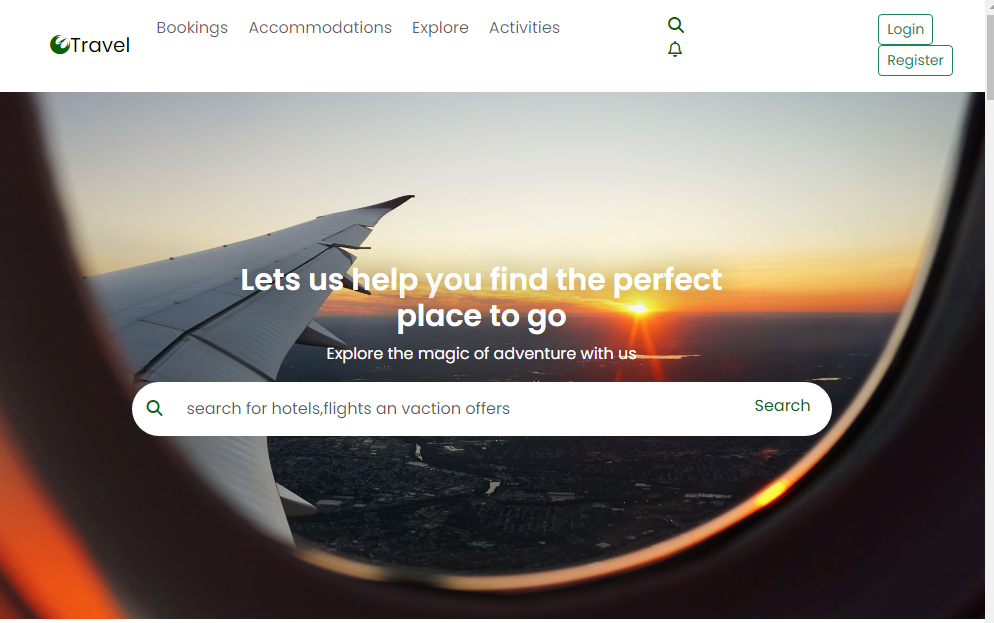 Travel
Bookings Accommodations Explore Activities
Login
Register
Lets us help you find the perfect
place to go
Explore the magic of adventure with us
search for hotels,flights an vaction offers
Search